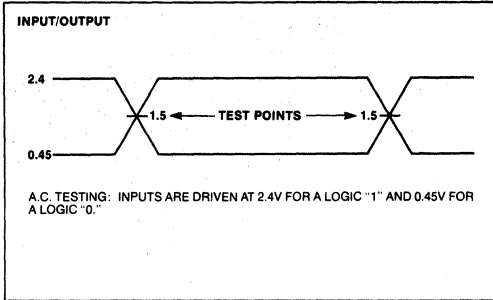 INPUT/OUTPUT
2.4
1.5 TEST POINTS 1.5
0.45
A.C. TESTING: INPUTS ARE DRIVEN AT 2.4V FOR A LOGIC "1" AND 0.45V FOR
A LOGIC "0."